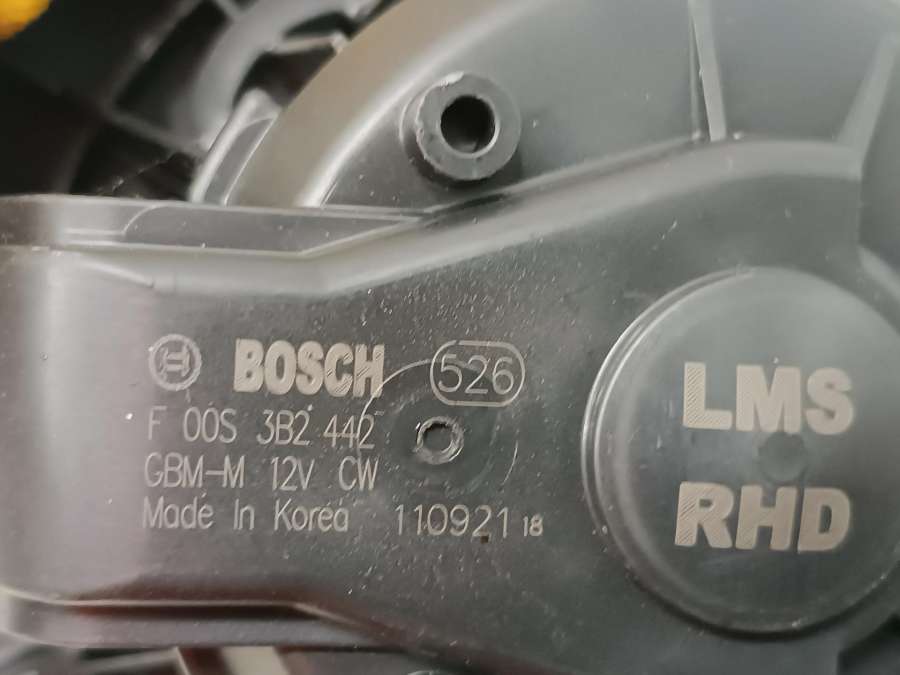 BOSCH 526
F 00S 3B2 442
GBM-M 12V CW
Made In Korea 110921 18
LMS
RHD